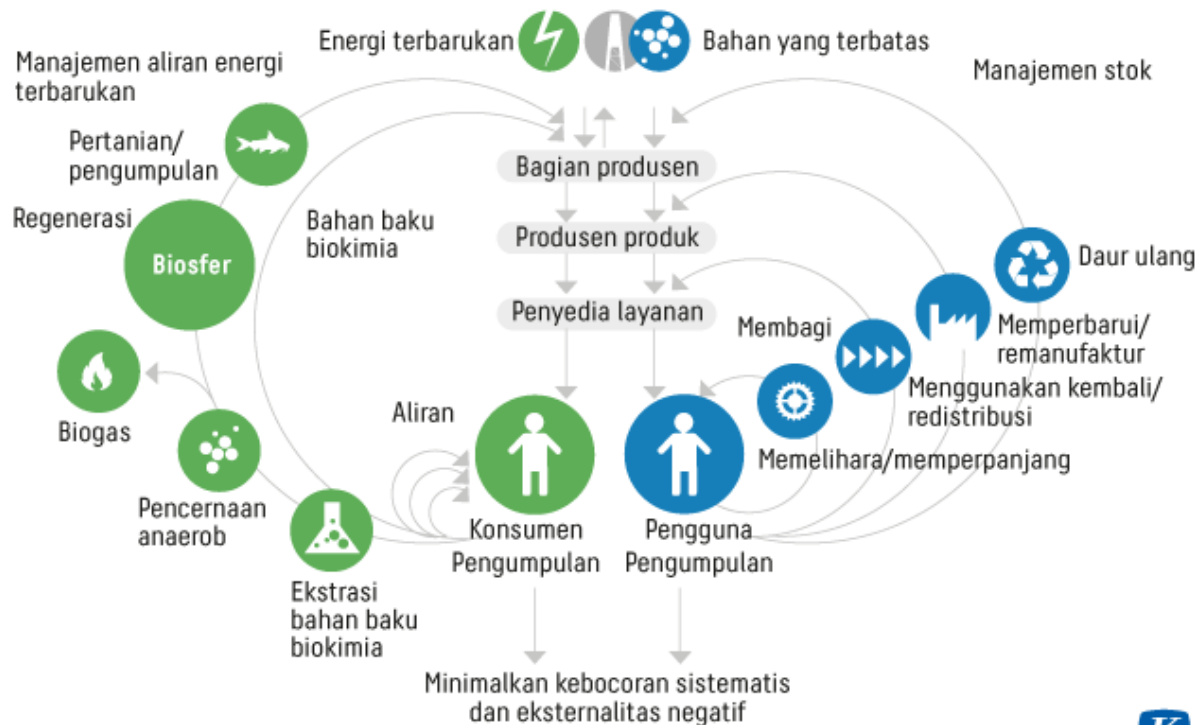 Energi terbarukan
Bahan yang terbatas
Manajemen aliran energi
terbarukan
Manajemen stok
Pertanian/
pengumpulan
Bagian produsen
Regenerasi
Bahan baku
biokimia
Biosfer
Produsen produk
Daur ulang
Penyedia layanan
Membagi
Memperbarui/
remanufaktur
Menggunakan kembali/
redistribusi
Biogas
Aliran
Memelihara/memperpanjang
Pencernaan
anaerob
Konsumen
Pengumpulan
Pengguna
Pengumpulan
Ekstrasi
bahan baku
biokimia
Minimalkan kebocoran sistematis
dan eksternalitas negatif
K